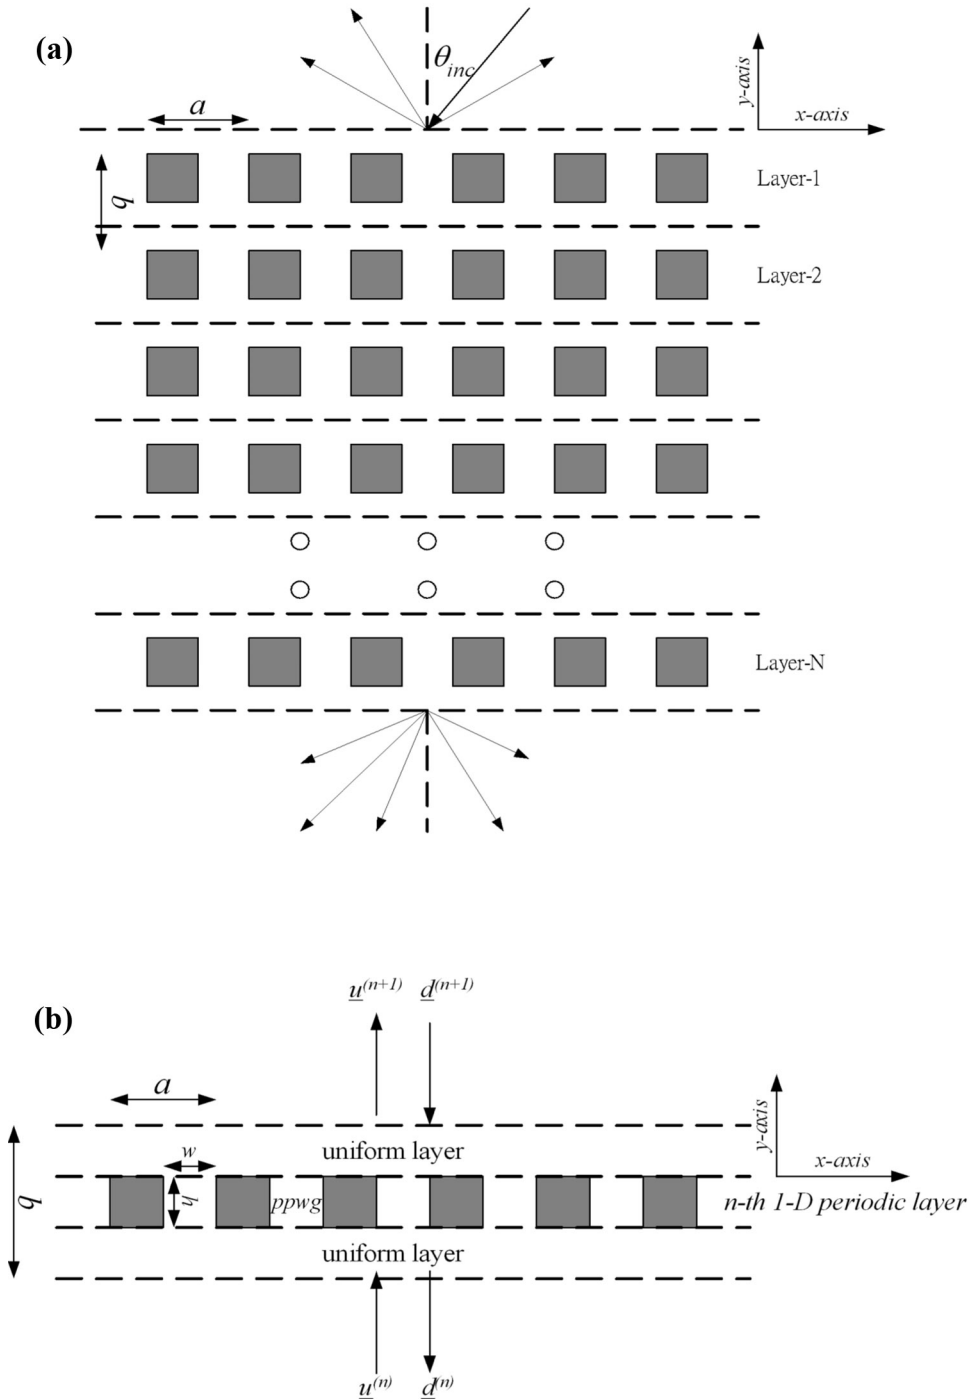 (a)
θinc
y-axis
x-axis
a
b
Layer-1
Layer-2
Layer-N
(b)
u(n+1) d(n+1)
a
y-axis
x-axis
uniform layer
w
b
h
ppwg
n-th 1-D periodic layer
uniform layer
u(n) d(n)